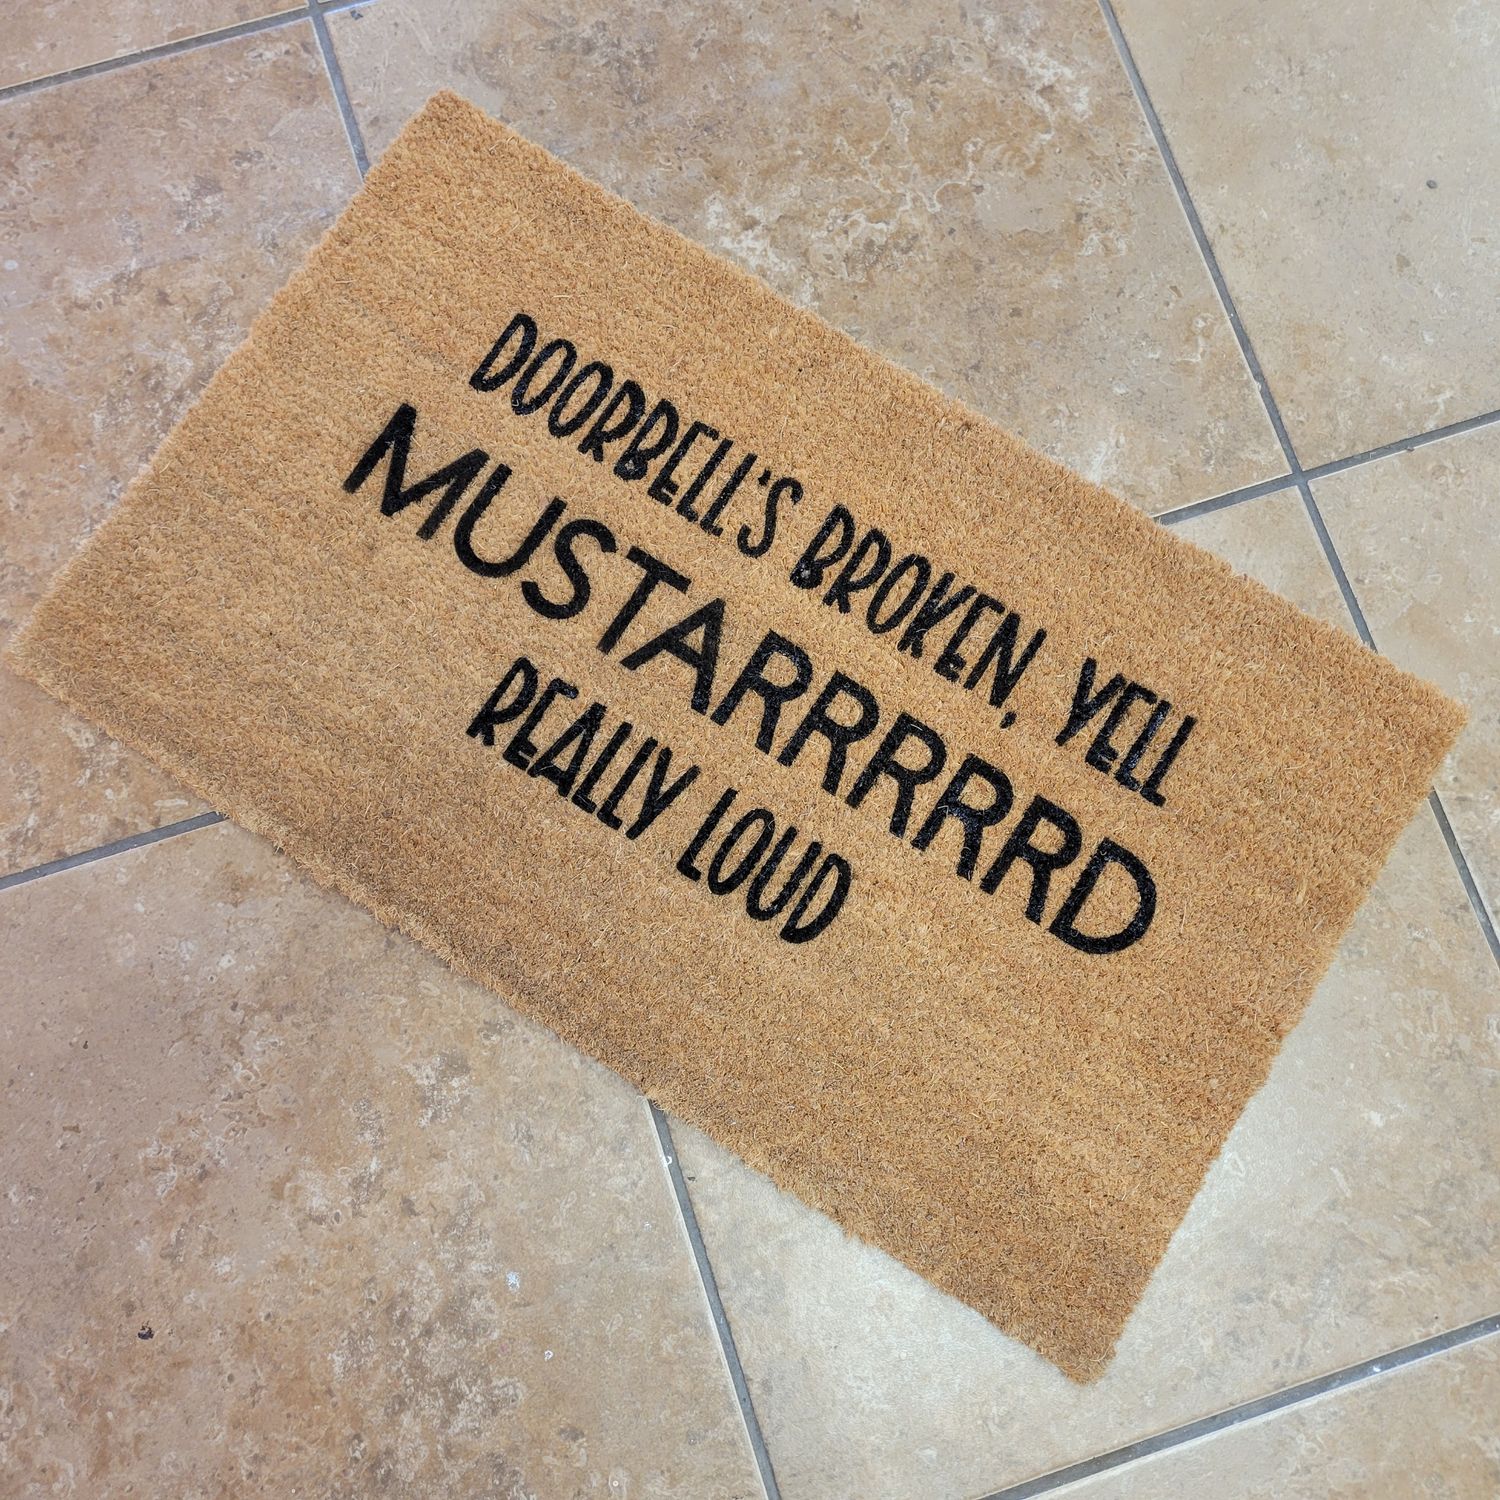 DOORBELL'S BROKEN, YELL
MUSTARRRRRD
REALLY LOUD